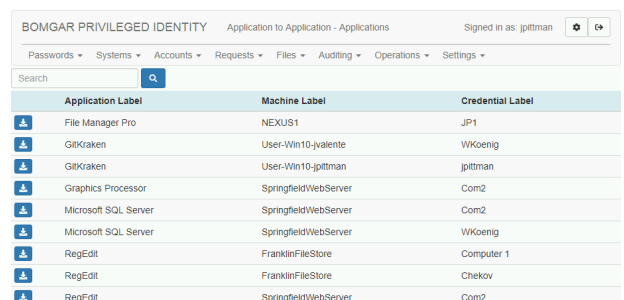 BOMGAR PRIVILEGED IDENTITY Application to Application - Applications Signed in as: jpittman
Passwords Systems Accounts Requests Files Auditing Operations Settings
Search
Application Label Machine Label Credential Label
File Manager Pro NEXUS1 JP1
GitKraken User-Win10-jvalente WKoenig
GitKraken User-Win10-jpittman jpittman
Graphics Processor SpringfieldWebServer Com2
Microsoft SQL Server SpringfieldWebServer Com2
Microsoft SQL Server SpringfieldWebServer WKoenig
RegEdit FranklinFileStore Computer 1
RegEdit FranklinFileStore Chekov
RegEdit SpringfieldWebServer Com2